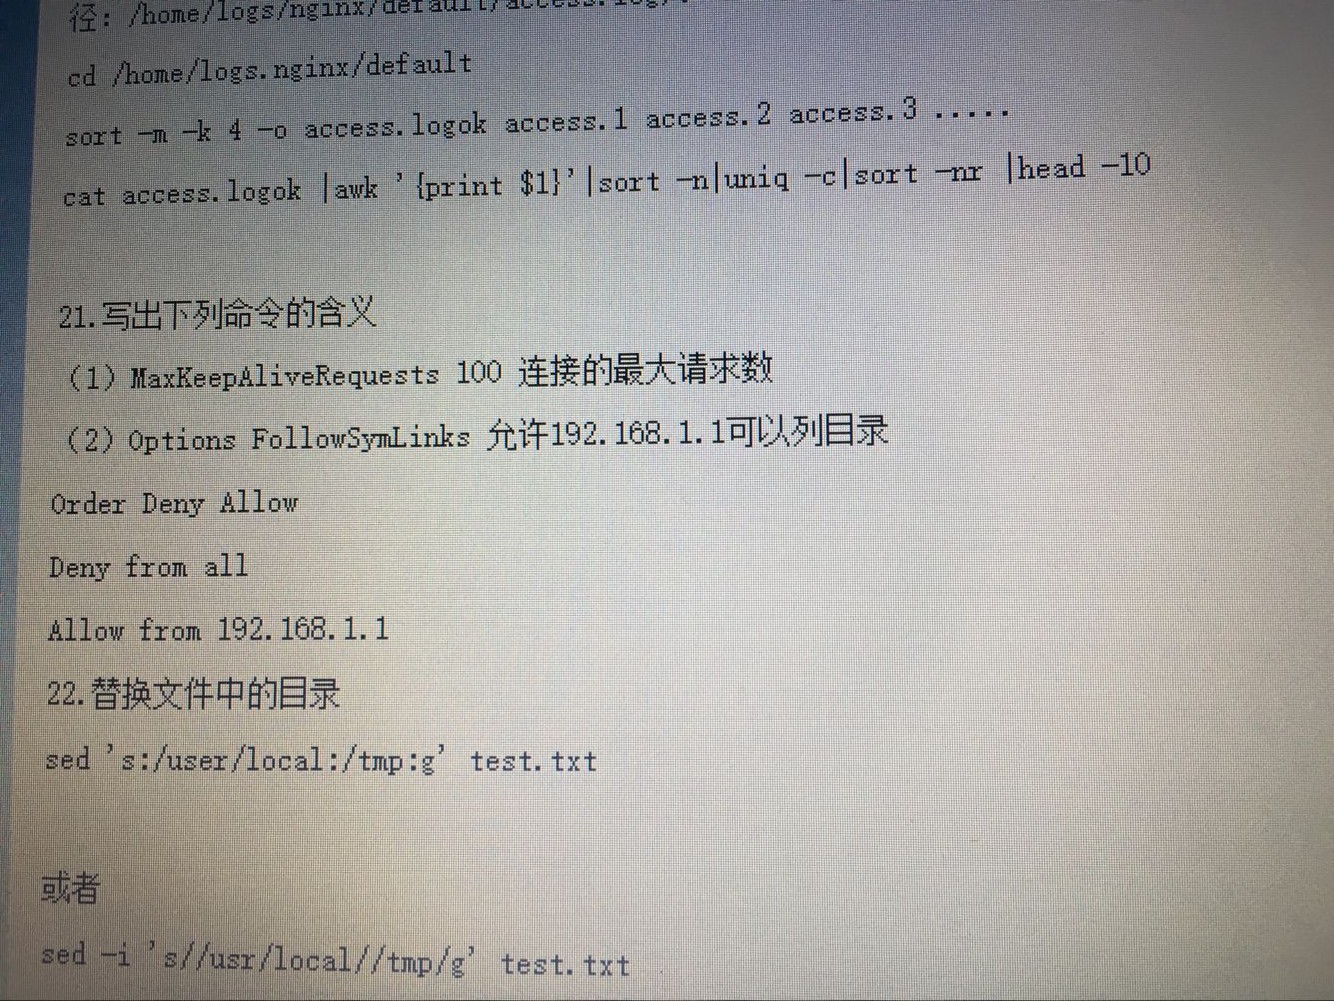 径: /home/logs/nginx/default/access.log
cd /home/logs.nginx/default
sort -m -k 4 -o access.logok access.1 access.2 access.3 .....
cat access.logok |awk '{print $1}'|sort -n|uniq -c|sort -nr |head -10
21.写出下列命令的含义
(1) MaxKeepAliveRequests 100 连接的最大请求数
(2) Options FollowSymLinks 允许192.168.1.1可以列目录
Order Deny Allow
Deny from all
Allow from 192.168.1.1
22.替换文件中的目录
sed 's:/user/local:/tmp:g' test.txt
或者
sed -i 's//usr/local//tmp/g' test.txt